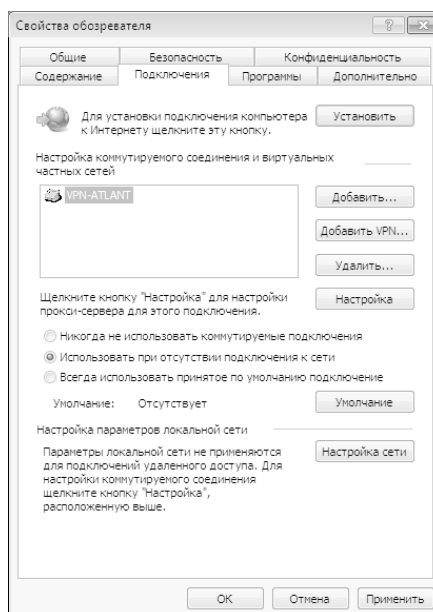 Свойства обозревателя
Общие Безопасность Конфиденциальность
Содержание Подключения Программы Дополнительно
Для установки подключения компьютера
к Интернету щелкните эту кнопку.
Установить
Настройка коммутируемого соединения и виртуальных
частных сетей
VPN-ATLANT
Добавить...
Добавить VPN...
Удалить...
Щелкните кнопку "Настройка" для настройки
прокси-сервера для этого подключения.
Настройка
Никогда не использовать коммутируемые подключения
Использовать при отсутствии подключения к сети
Всегда использовать принятое по умолчанию подключение
Умолчание: Отсутствует
Умолчание
Настройка параметров локальной сети
Параметры локальной сети не применяются
для подключений удаленного доступа. Для
настройки коммутируемого соединения
щелкните кнопку "Настройка",
расположенную выше.
Настройка сети
OK Отмена Применить